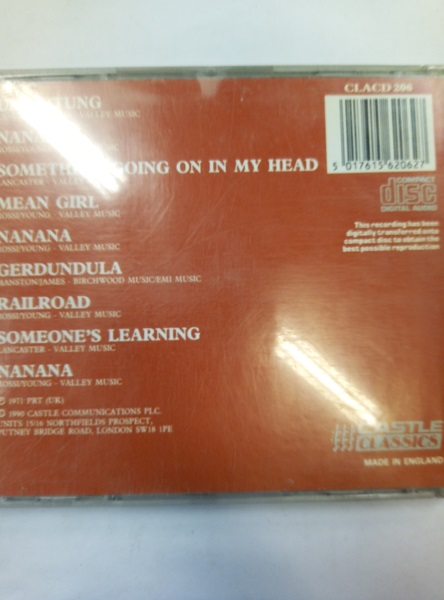 CLACD 206
TUNG
VALLEY MUSIC
NANA
SOMETHI GOING ON IN MY HEAD
LANCASTER - VALLEY
5 017615 620627
MEAN GIRL
ROSSI/YOUNG - VALLEY MUSIC
COMPACT
disc
DIGITAL AUDIO
NANANA
ROSSI/YOUNG - VALLEY MUSIC
This recording has been
digitally transferred onto
compact disc to obtain the
best possible reproduction
GERDUNDULA
MANSTON/JAMES - BIRCHWOOD MUSIC/EMI MUSIC
RAILROAD
ROSSI/YOUNG - VALLEY MUSIC
SOMEONE'S LEARNING
LANCASTER - VALLEY MUSIC
NANANA
ROSSI/YOUNG - VALLEY MUSIC
℗ 1971 PRT (UK)
© 1990 CASTLE COMMUNICATIONS PLC.
UNITS 15/16 NORTHFIELDS PROSPECT,
PUTNEY BRIDGE ROAD, LONDON SW18 1PE
CASTLE
CLASSICS
MADE IN ENGLAND